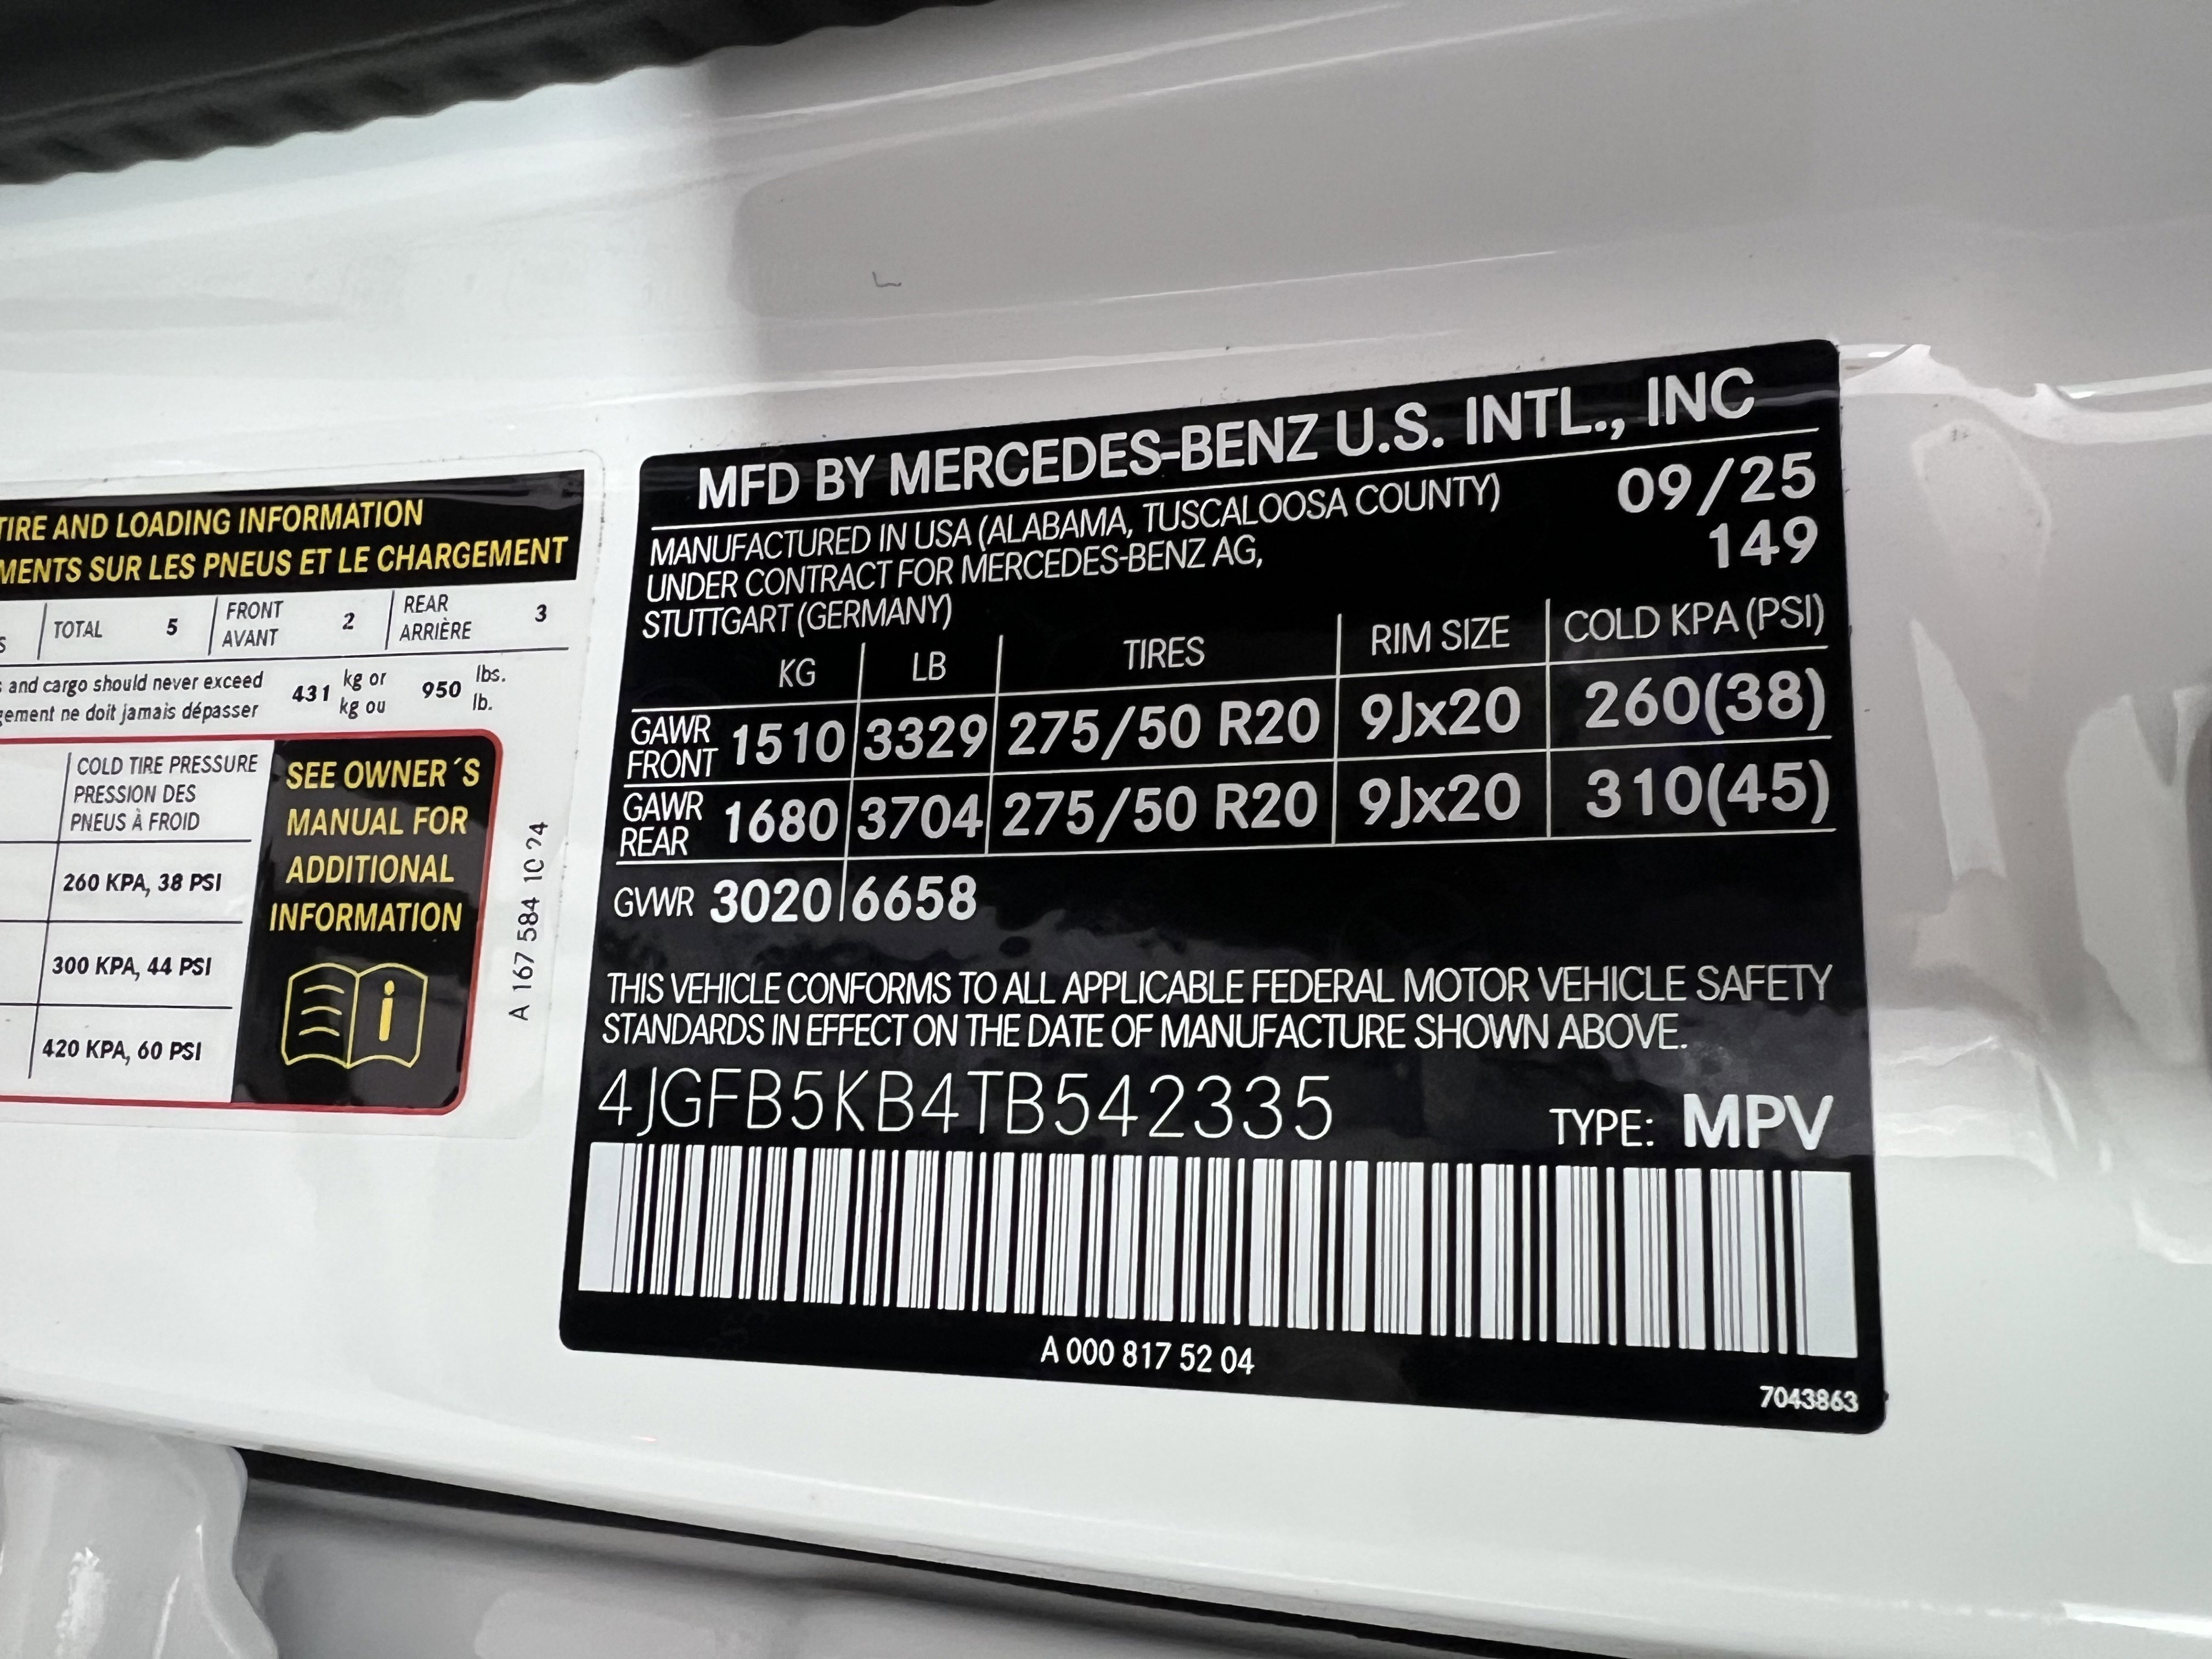 TIRE AND LOADING INFORMATION
MENTS SUR LES PNEUS ET LE CHARGEMENT
TOTAL 5 FRONT AVANT 2 REAR ARRIÈRE 3
and cargo should never exceed 431 kg or 950 lbs.
gement ne doit jamais dépasser kg ou lb.
COLD TIRE PRESSURE
PRESSION DES
PNEUS À FROID
260 KPA, 38 PSI
300 KPA, 44 PSI
420 KPA, 60 PSI
SEE OWNER´S
MANUAL FOR
ADDITIONAL
INFORMATION
A 167 584 10 24
MFD BY MERCEDES-BENZ U.S. INTL., INC
MANUFACTURED IN USA (ALABAMA, TUSCALOOSA COUNTY) 09/25
UNDER CONTRACT FOR MERCEDES-BENZ AG, 149
STUTTGART (GERMANY)
KG LB TIRES RIM SIZE COLD KPA (PSI)
GAWR FRONT 1510 3329 275/50 R20 9Jx20 260(38)
GAWR REAR 1680 3704 275/50 R20 9Jx20 310(45)
GVWR 3020 6658
THIS VEHICLE CONFORMS TO ALL APPLICABLE FEDERAL MOTOR VEHICLE SAFETY
STANDARDS IN EFFECT ON THE DATE OF MANUFACTURE SHOWN ABOVE.
4JGFB5KB4TB542335 TYPE: MPV
A 000 817 52 04
7043863